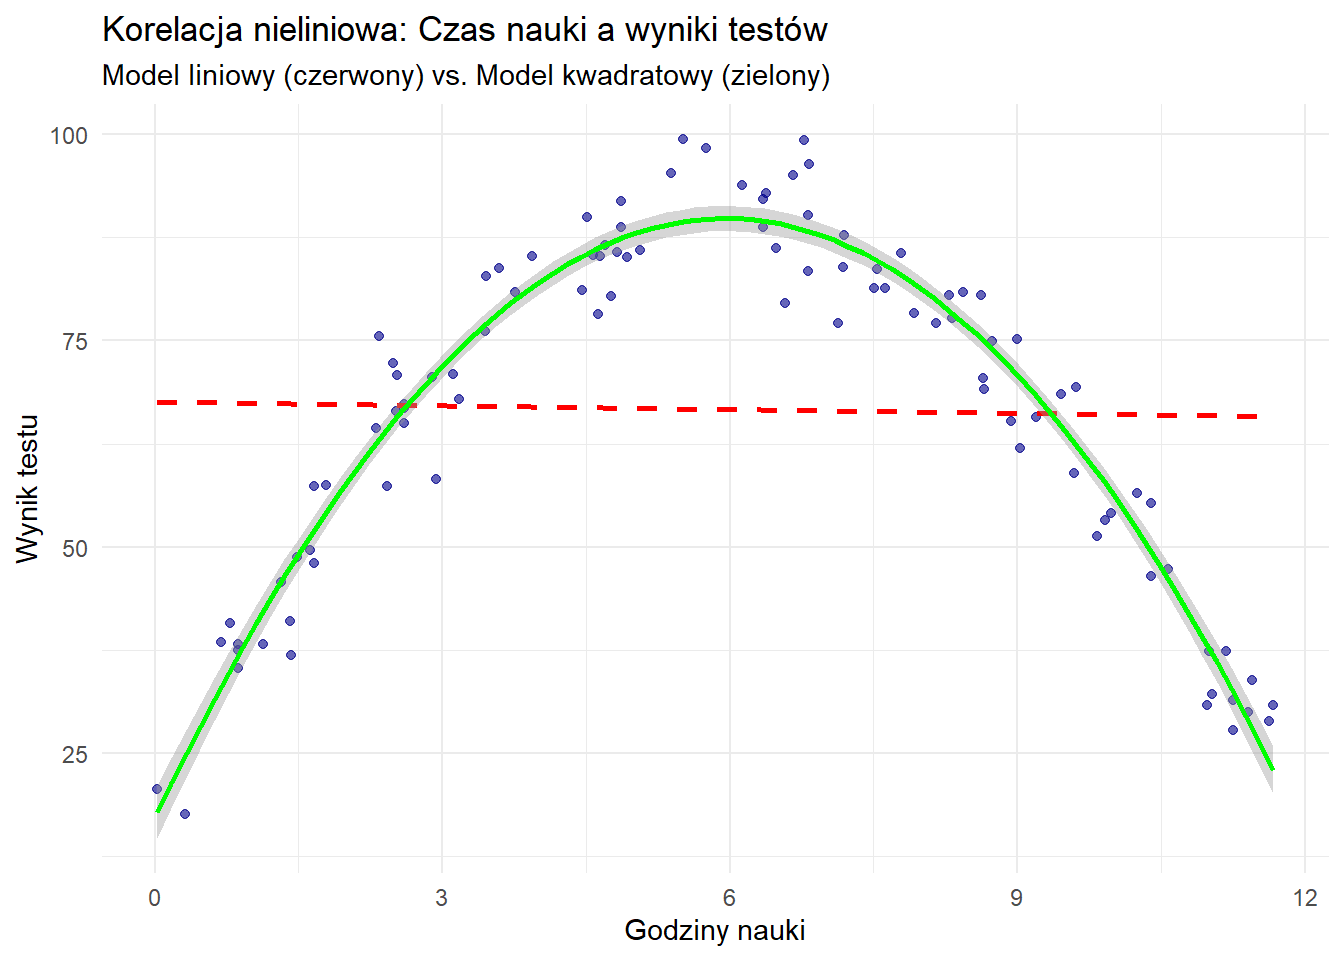 Korelacja nieliniowa: Czas nauki a wyniki testów
Model liniowy (czerwony) vs. Model kwadratowy (zielony)
100
75
50
25
Wynik testu
0 3 6 9 12
Godziny nauki